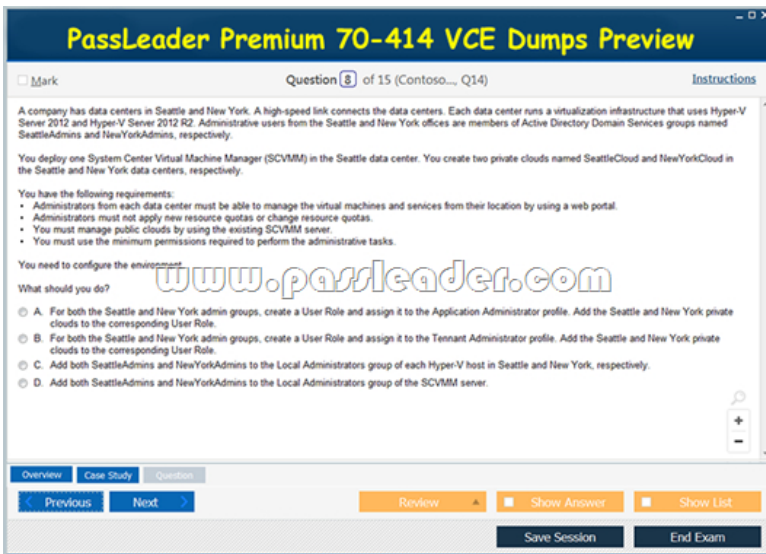 PassLeader Premium 70-414 VCE Dumps Preview
Mark
Question 8 of 15 (Contoso..., Q14)
Instructions
A company has data centers in Seattle and New York. A high-speed link connects the data centers. Each data center runs a virtualization infrastructure that uses Hyper-V
Server 2012 and Hyper-V Server 2012 R2. Administrative users from the Seattle and New York offices are members of Active Directory Domain Services groups named
SeattleAdmins and NewYorkAdmins, respectively.
You deploy one System Center Virtual Machine Manager (SCVMM) in the Seattle data center. You create two private clouds named SeattleCloud and NewYorkCloud in
the Seattle and New York data centers, respectively.
You have the following requirements:
• Administrators from each data center must be able to manage the virtual machines and services from their location by using a web portal.
• Administrators must not apply new resource quotas or change resource quotas.
• You must manage public clouds by using the existing SCVMM server.
• You must use the minimum permissions required to perform the administrative tasks.
You need to configure the environment.
www.passleader.com
What should you do?
A. For both the Seattle and New York admin groups, create a User Role and assign it to the Application Administrator profile. Add the Seattle and New York private
clouds to the corresponding User Role.
B. For both the Seattle and New York admin groups, create a User Role and assign it to the Tennant Administrator profile. Add the Seattle and New York private
clouds to the corresponding User Role.
C. Add both SeattleAdmins and NewYorkAdmins to the Local Administrators group of each Hyper-V host in Seattle and New York, respectively.
D. Add both SeattleAdmins and NewYorkAdmins to the Local Administrators group of the SCVMM server.
Overview
Case Study
Question
Previous
Next
Review
Show Answer
Show List
Save Session
End Exam